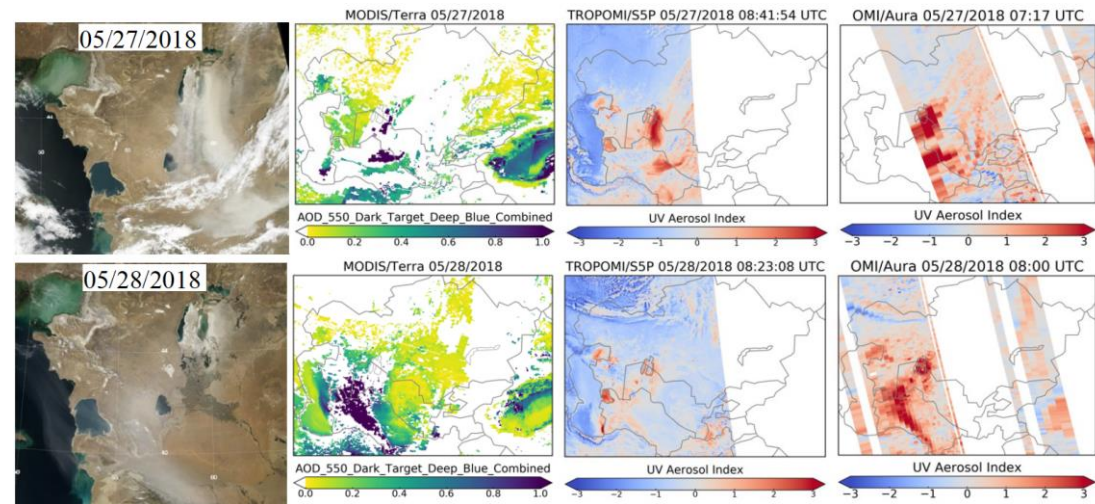 05/27/2018
MODIS/Terra 05/27/2018
AOD_550_Dark_Target_Deep_Blue_Combined
0.0 0.2 0.4 0.6 0.8 1.0
TROPOMI/S5P 05/27/2018 08:41:54 UTC
UV Aerosol Index
−3 −2 −1 0 1 2 3
OMI/Aura 05/27/2018 07:17 UTC
UV Aerosol Index
−3 −2 −1 0 1 2 3
05/28/2018
MODIS/Terra 05/28/2018
AOD_550_Dark_Target_Deep_Blue_Combined
0.0 0.2 0.4 0.6 0.8 1.0
TROPOMI/S5P 05/28/2018 08:23:08 UTC
UV Aerosol Index
−3 −2 −1 0 1 2 3
OMI/Aura 05/28/2018 08:00 UTC
UV Aerosol Index
−3 −2 −1 0 1 2 3